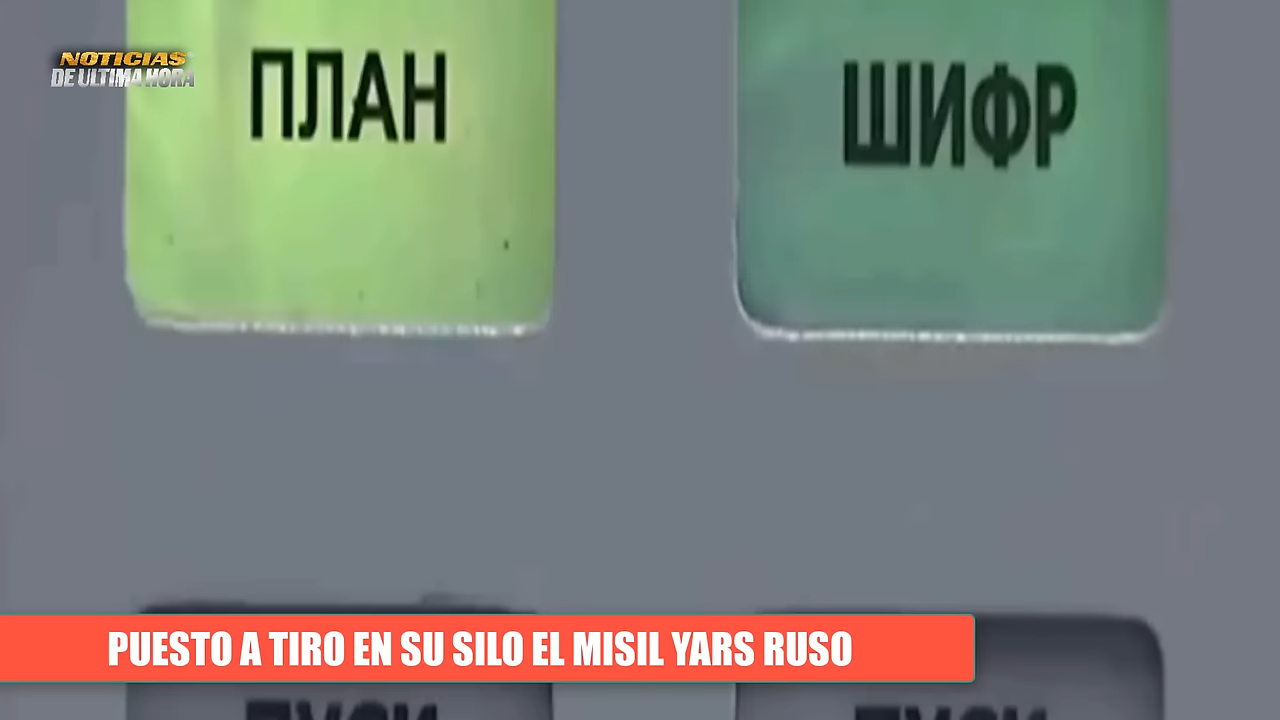 NOTICIAS
DE ULTIMA HORA
ПЛАН
ШИФР
PUESTO A TIRO EN SU SILO EL MISIL YARS RUSO